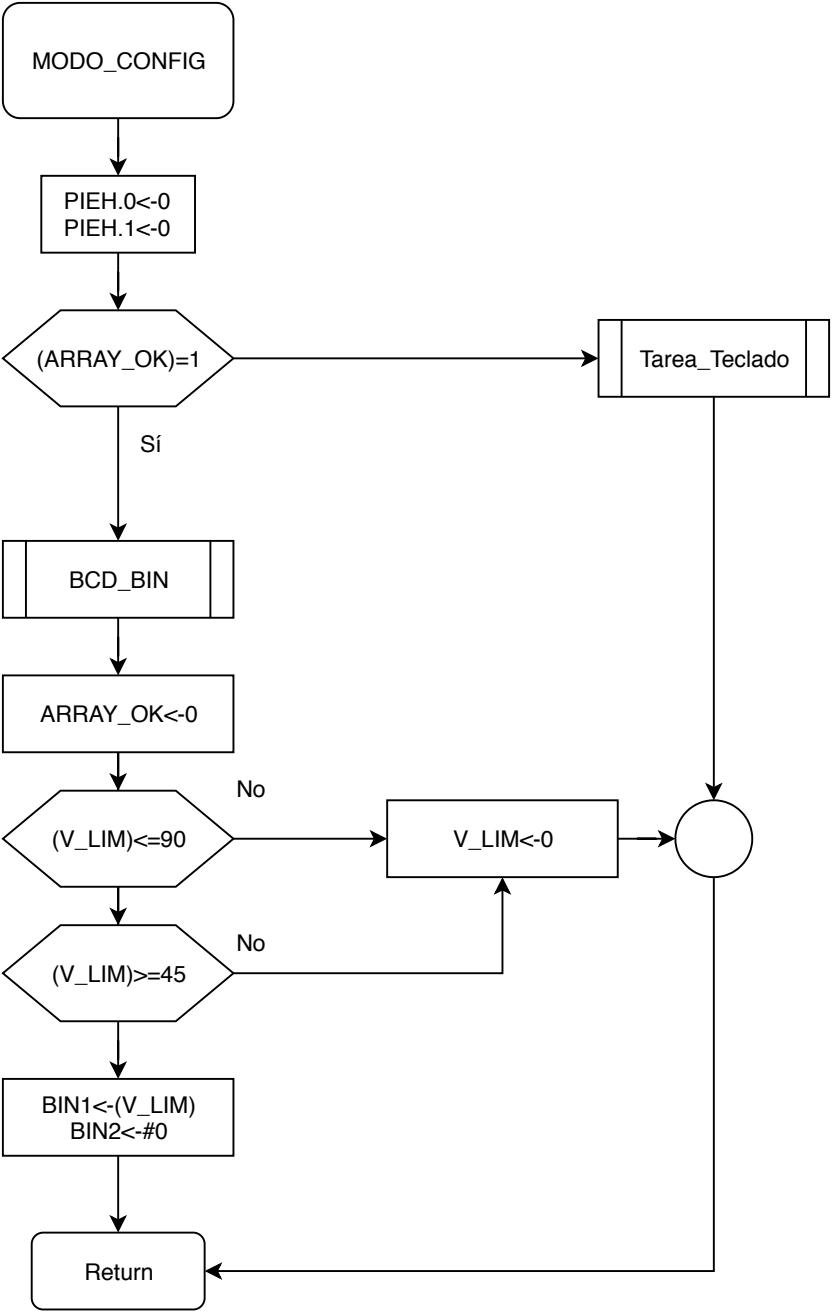 MODO_CONFIG
PIEH.0<-0
PIEH.1<-0
(ARRAY_OK)=1
Tarea_Teclado
Sí
BCD_BIN
ARRAY_OK<-0
No
(V_LIM)<=90
V_LIM<-0
No
(V_LIM)>=45
BIN1<-(V_LIM)
BIN2<-#0
Return